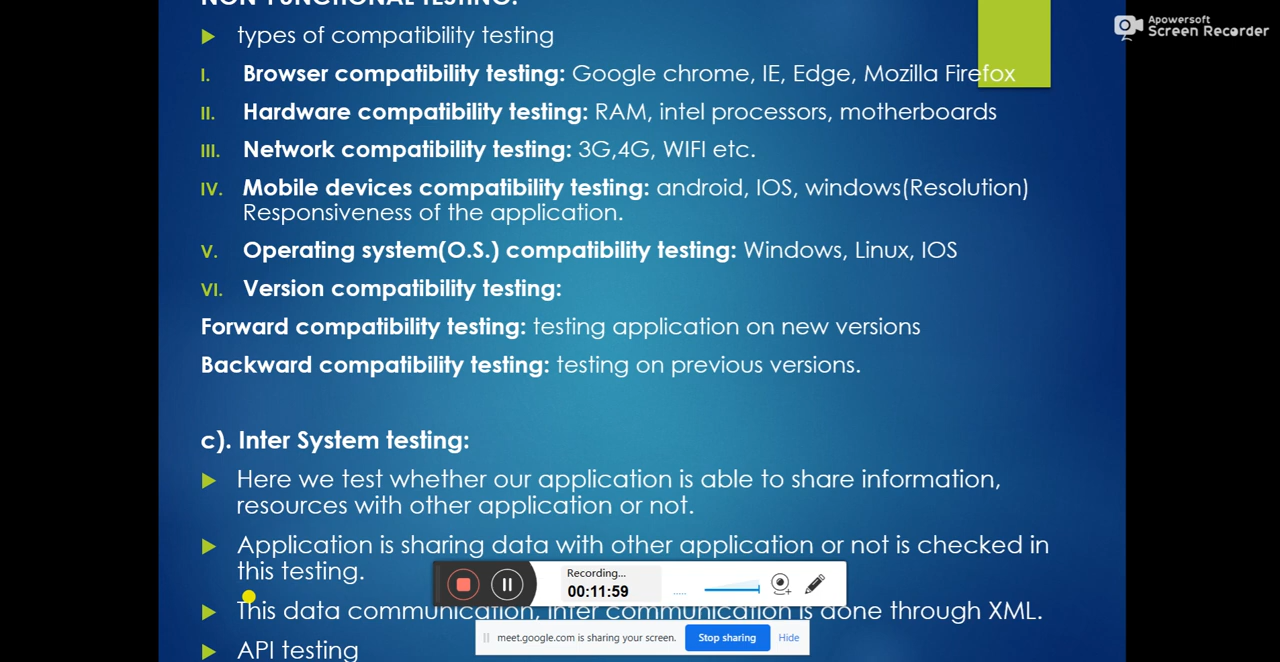 NON-FUNCTIONAL TESTING:
Apowersoft
Screen Recorder
types of compatibility testing
I. Browser compatibility testing: Google chrome, IE, Edge, Mozilla Firefox
II. Hardware compatibility testing: RAM, intel processors, motherboards
III. Network compatibility testing: 3G,4G, WIFI etc.
IV. Mobile devices compatibility testing: android, IOS, windows(Resolution)
Responsiveness of the application.
V. Operating system(O.S.) compatibility testing: Windows, Linux, IOS
VI. Version compatibility testing:
Forward compatibility testing: testing application on new versions
Backward compatibility testing: testing on previous versions.
c). Inter System testing:
Here we test whether our application is able to share information,
resources with other application or not.
Application is sharing data with other application or not is checked in
this testing.
Recording...
00:11:59
This data communication, inter communication is done through XML.
meet.google.com is sharing your screen. Stop sharing Hide
API testing